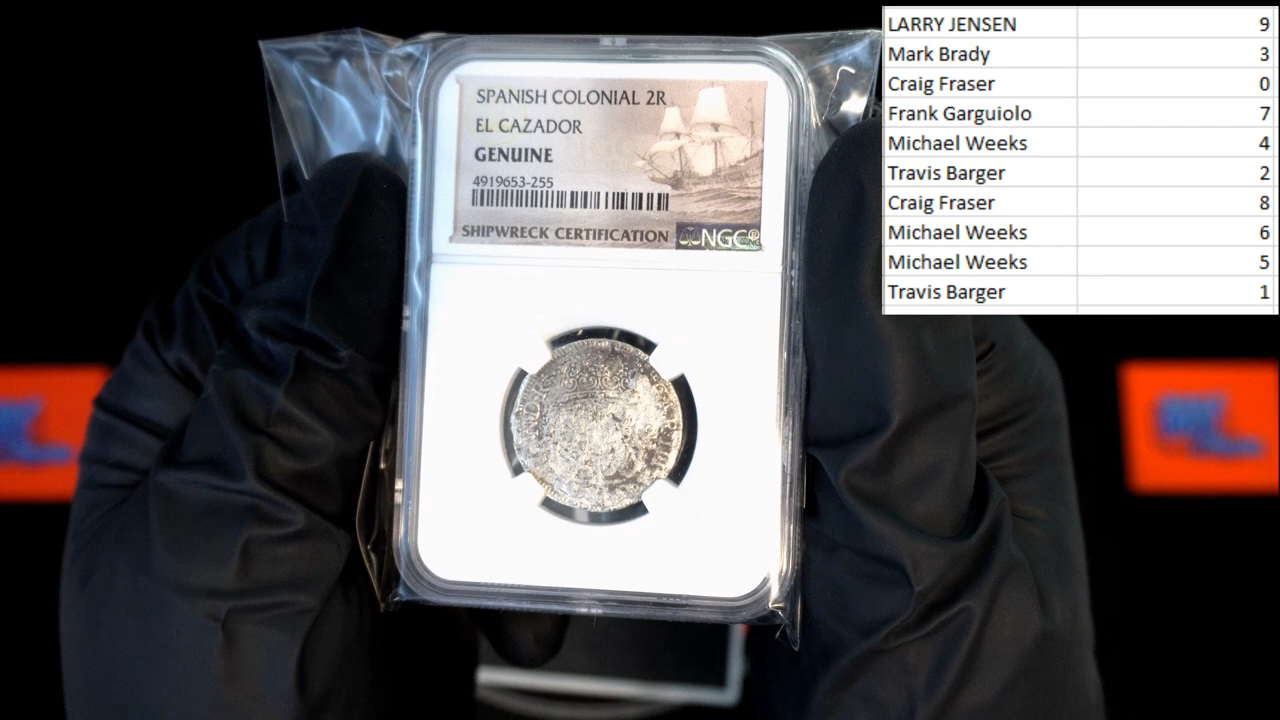 SPANISH COLONIAL 2R
EL CAZADOR
GENUINE
4919653-255
SHIPWRECK CERTIFICATION NGC®
LARRY JENSEN 9
Mark Brady 3
Craig Fraser 0
Frank Garguiolo 7
Michael Weeks 4
Travis Barger 2
Craig Fraser 8
Michael Weeks 6
Michael Weeks 5
Travis Barger 1